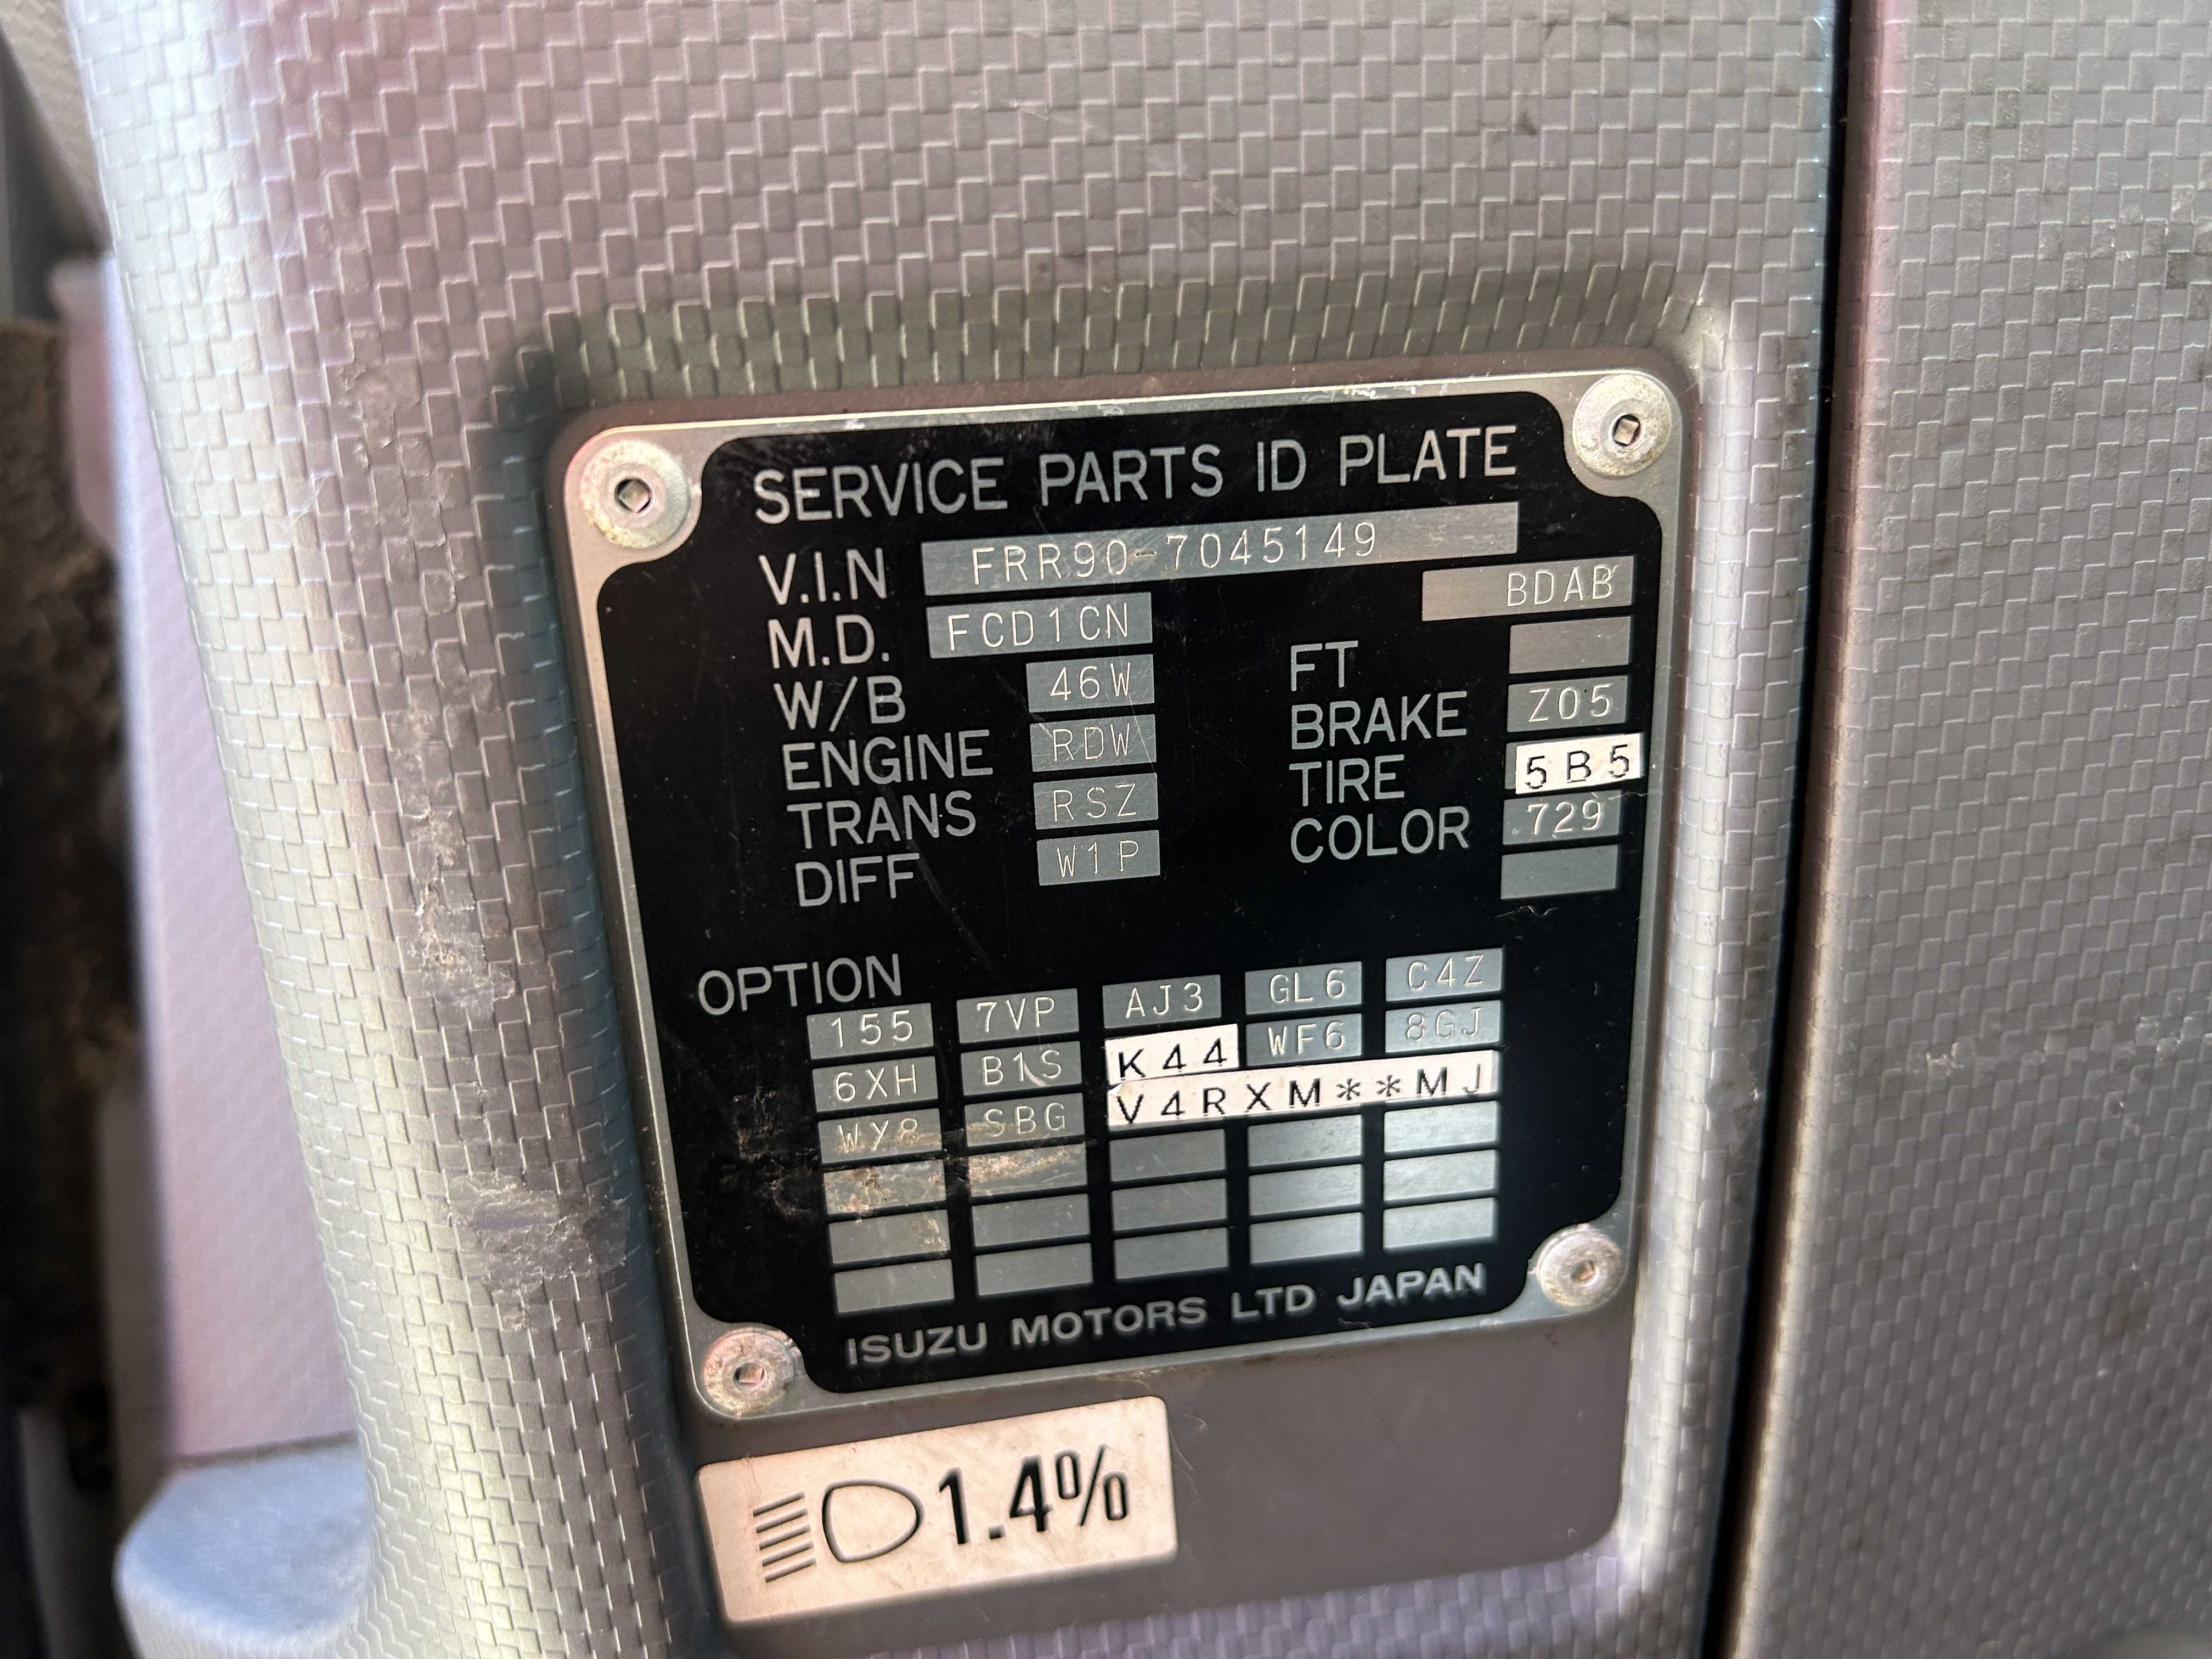 SERVICE PARTS ID PLATE
V.I.N FRR90-7045149
BDAB
M.D. FCD1CN
W/B 46W FT
ENGINE RDW BRAKE Z05
TRANS RSZ TIRE 5B5
DIFF W1P COLOR 729
OPTION
155 7VP AJ3 GL6 C4Z
6XH B1S K44 WF6 8GJ
WY8 SBG V4RXM**MJ
ISUZU MOTORS LTD JAPAN
1.4%